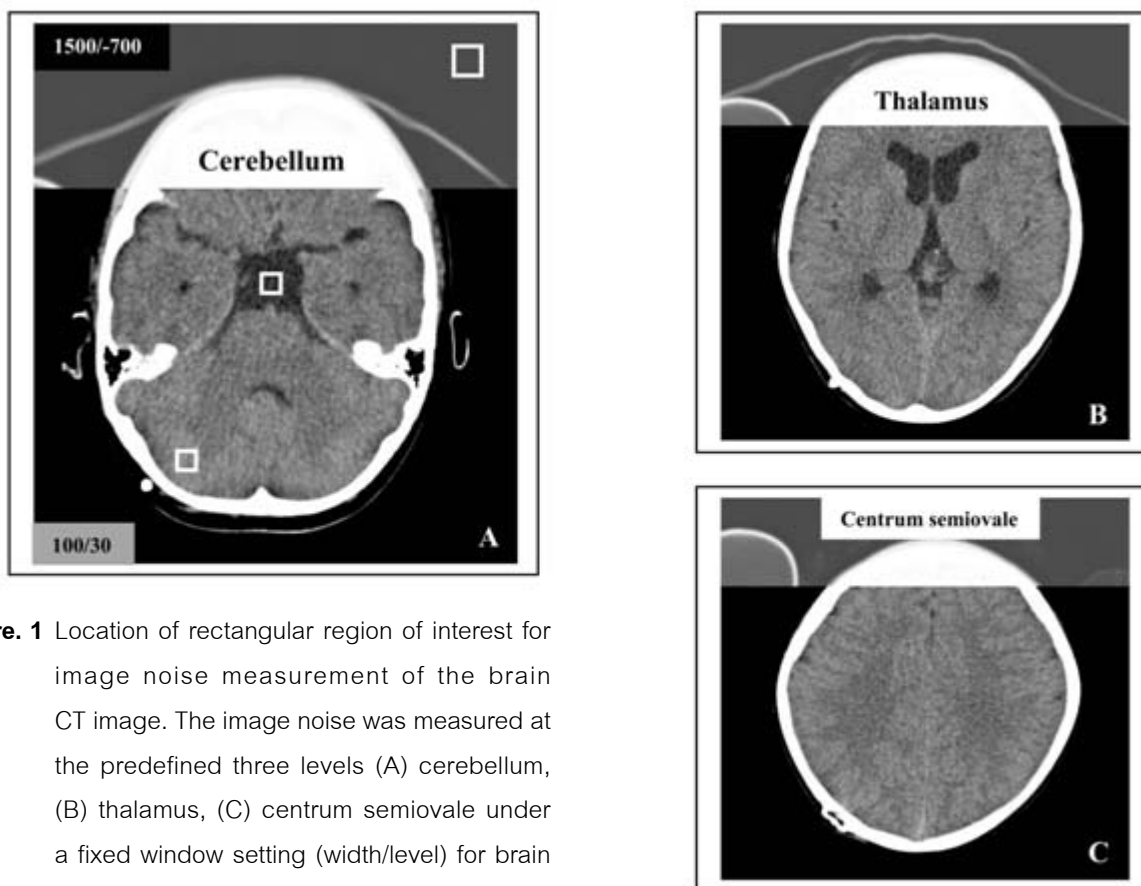 1500/-700
Cerebellum
100/30
A
Thalamus
B
Centrum semiovale
C
re. 1 Location of rectangular region of interest for
image noise measurement of the brain
CT image. The image noise was measured at
the predefined three levels (A) cerebellum,
(B) thalamus, (C) centrum semiovale under
a fixed window setting (width/level) for brain